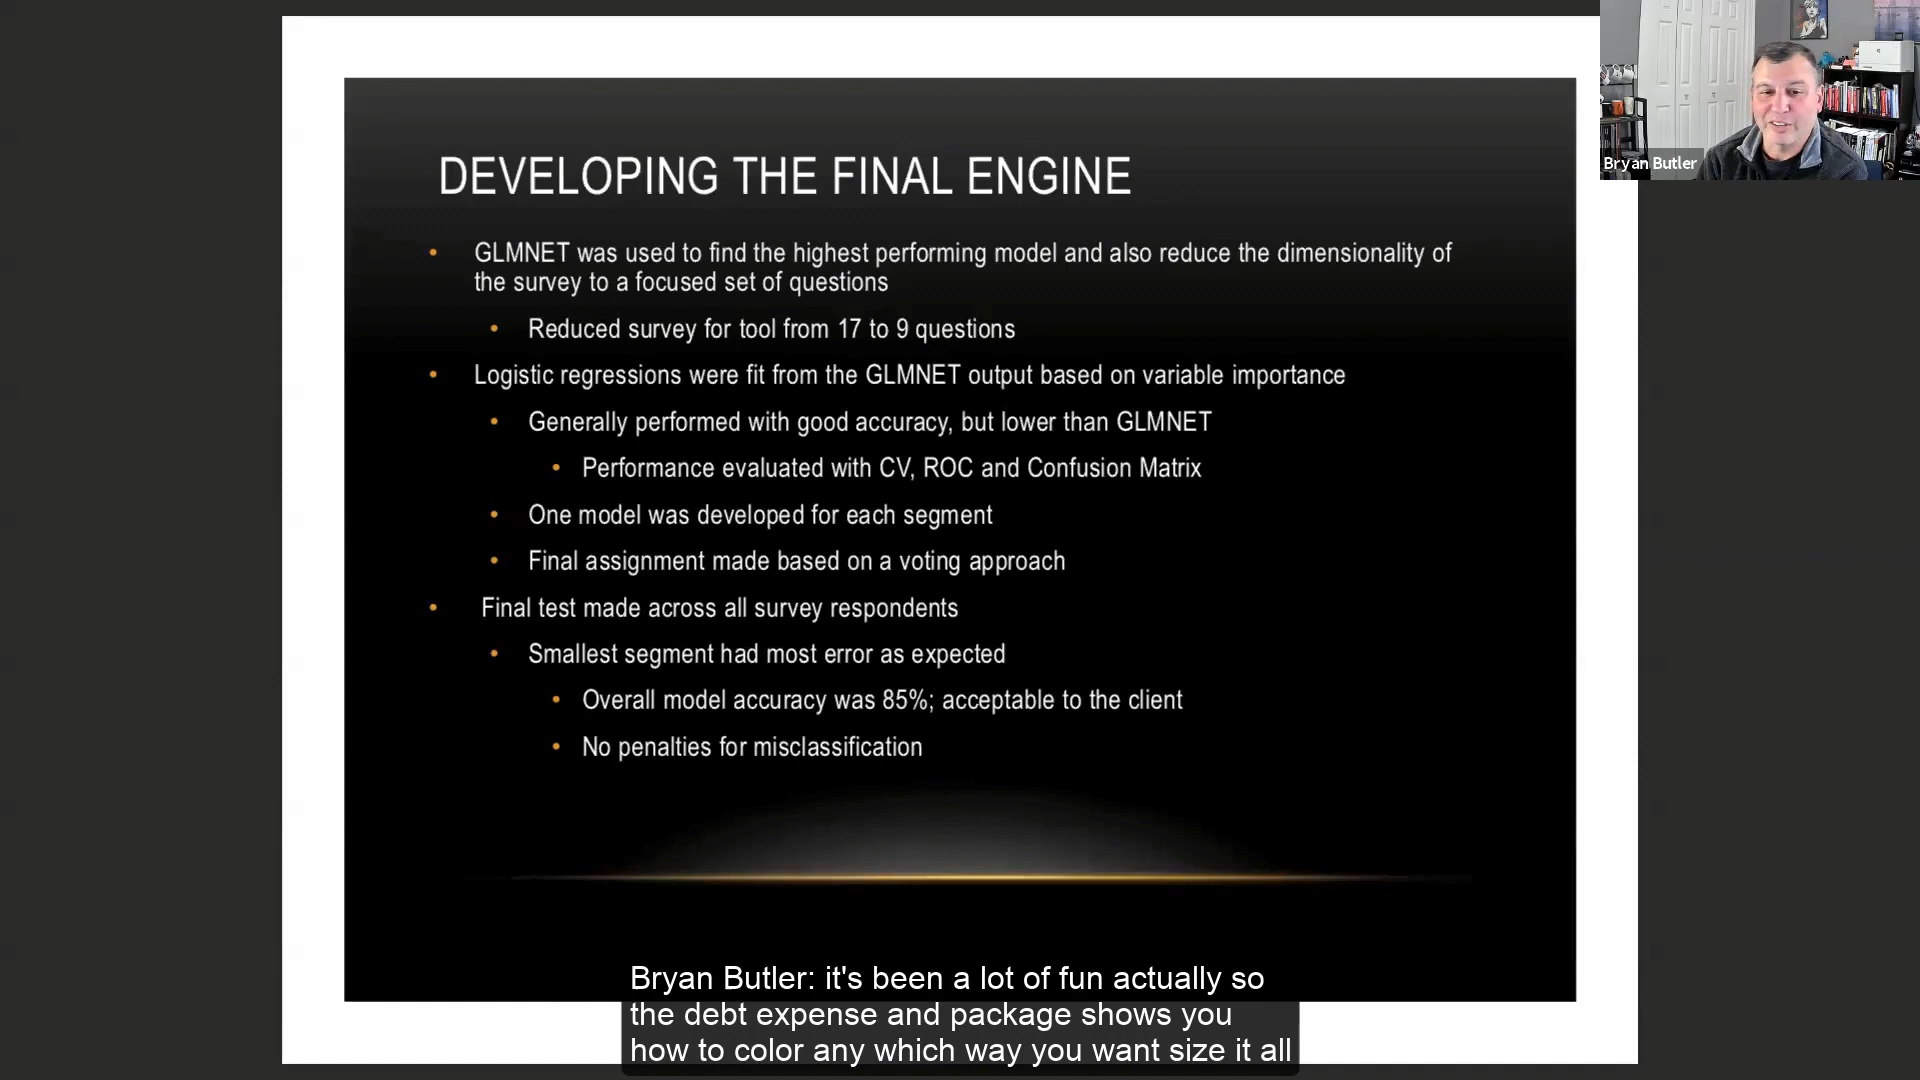 DEVELOPING THE FINAL ENGINE
• GLMNET was used to find the highest performing model and also reduce the dimensionality of
the survey to a focused set of questions
• Reduced survey for tool from 17 to 9 questions
• Logistic regressions were fit from the GLMNET output based on variable importance
• Generally performed with good accuracy, but lower than GLMNET
• Performance evaluated with CV, ROC and Confusion Matrix
• One model was developed for each segment
• Final assignment made based on a voting approach
• Final test made across all survey respondents
• Smallest segment had most error as expected
• Overall model accuracy was 85%; acceptable to the client
• No penalties for misclassification
Bryan Butler
Bryan Butler: it's been a lot of fun actually so
the debt expense and package shows you
how to color any which way you want size it all